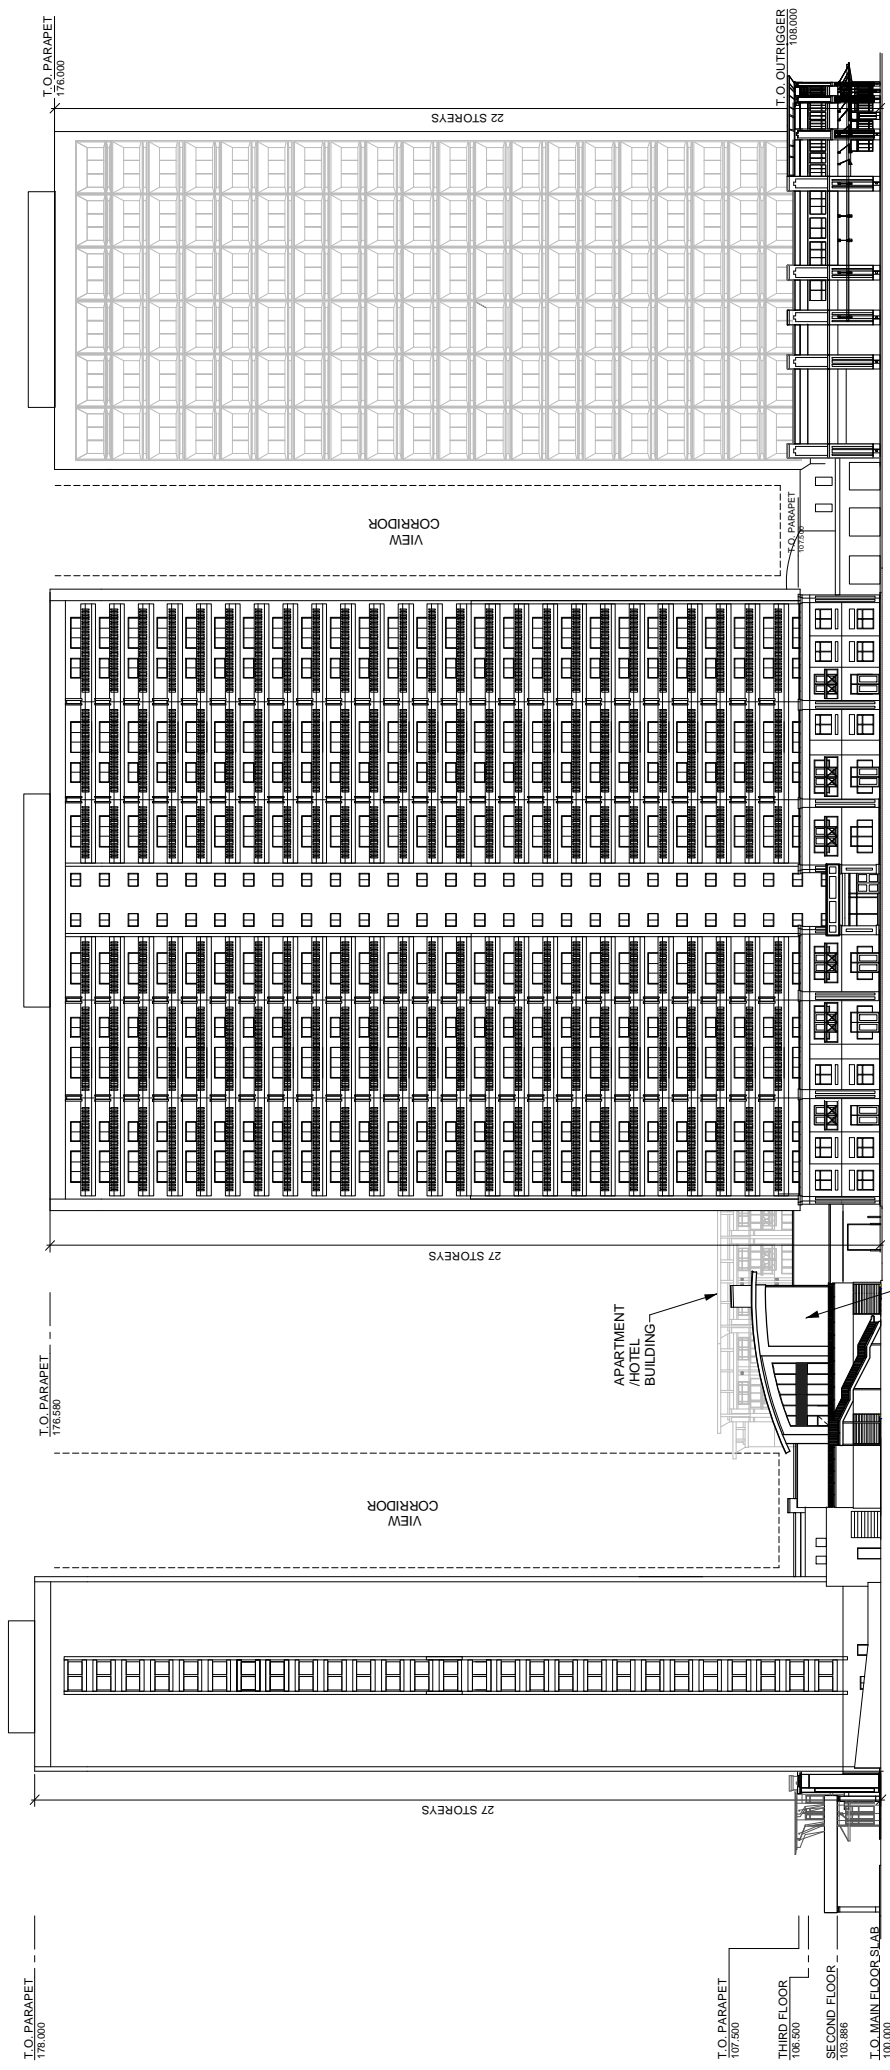 T.O. PARAPET
176.000
22 STOREYS
T.O. OUTRIGGER
108.000
VIEW
CORRIDOR
T.O. PARAPET
107.500
T.O. PARAPET
176.580
27 STOREYS
APARTMENT
/HOTEL
BUILDING
VIEW
CORRIDOR
27 STOREYS
T.O. PARAPET
178.000
T.O. PARAPET
107.500
THIRD FLOOR
106.500
SECOND FLOOR
103.886
T.O. MAIN FLOOR SLAB
100.000